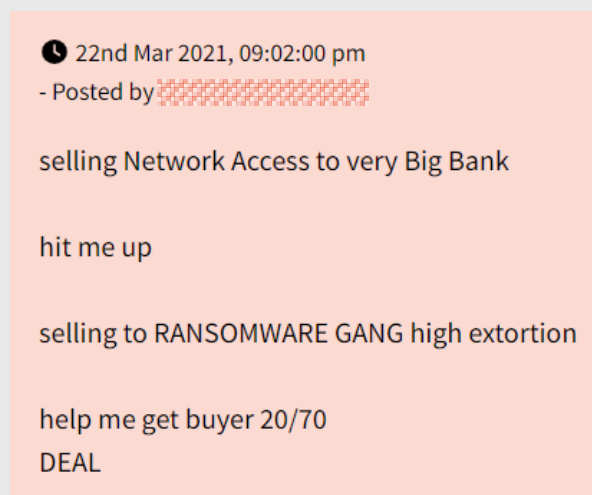 22nd Mar 2021, 09:02:00 pm
- Posted by
selling Network Access to very Big Bank
hit me up
selling to RANSOMWARE GANG high extortion
help me get buyer 20/70
DEAL